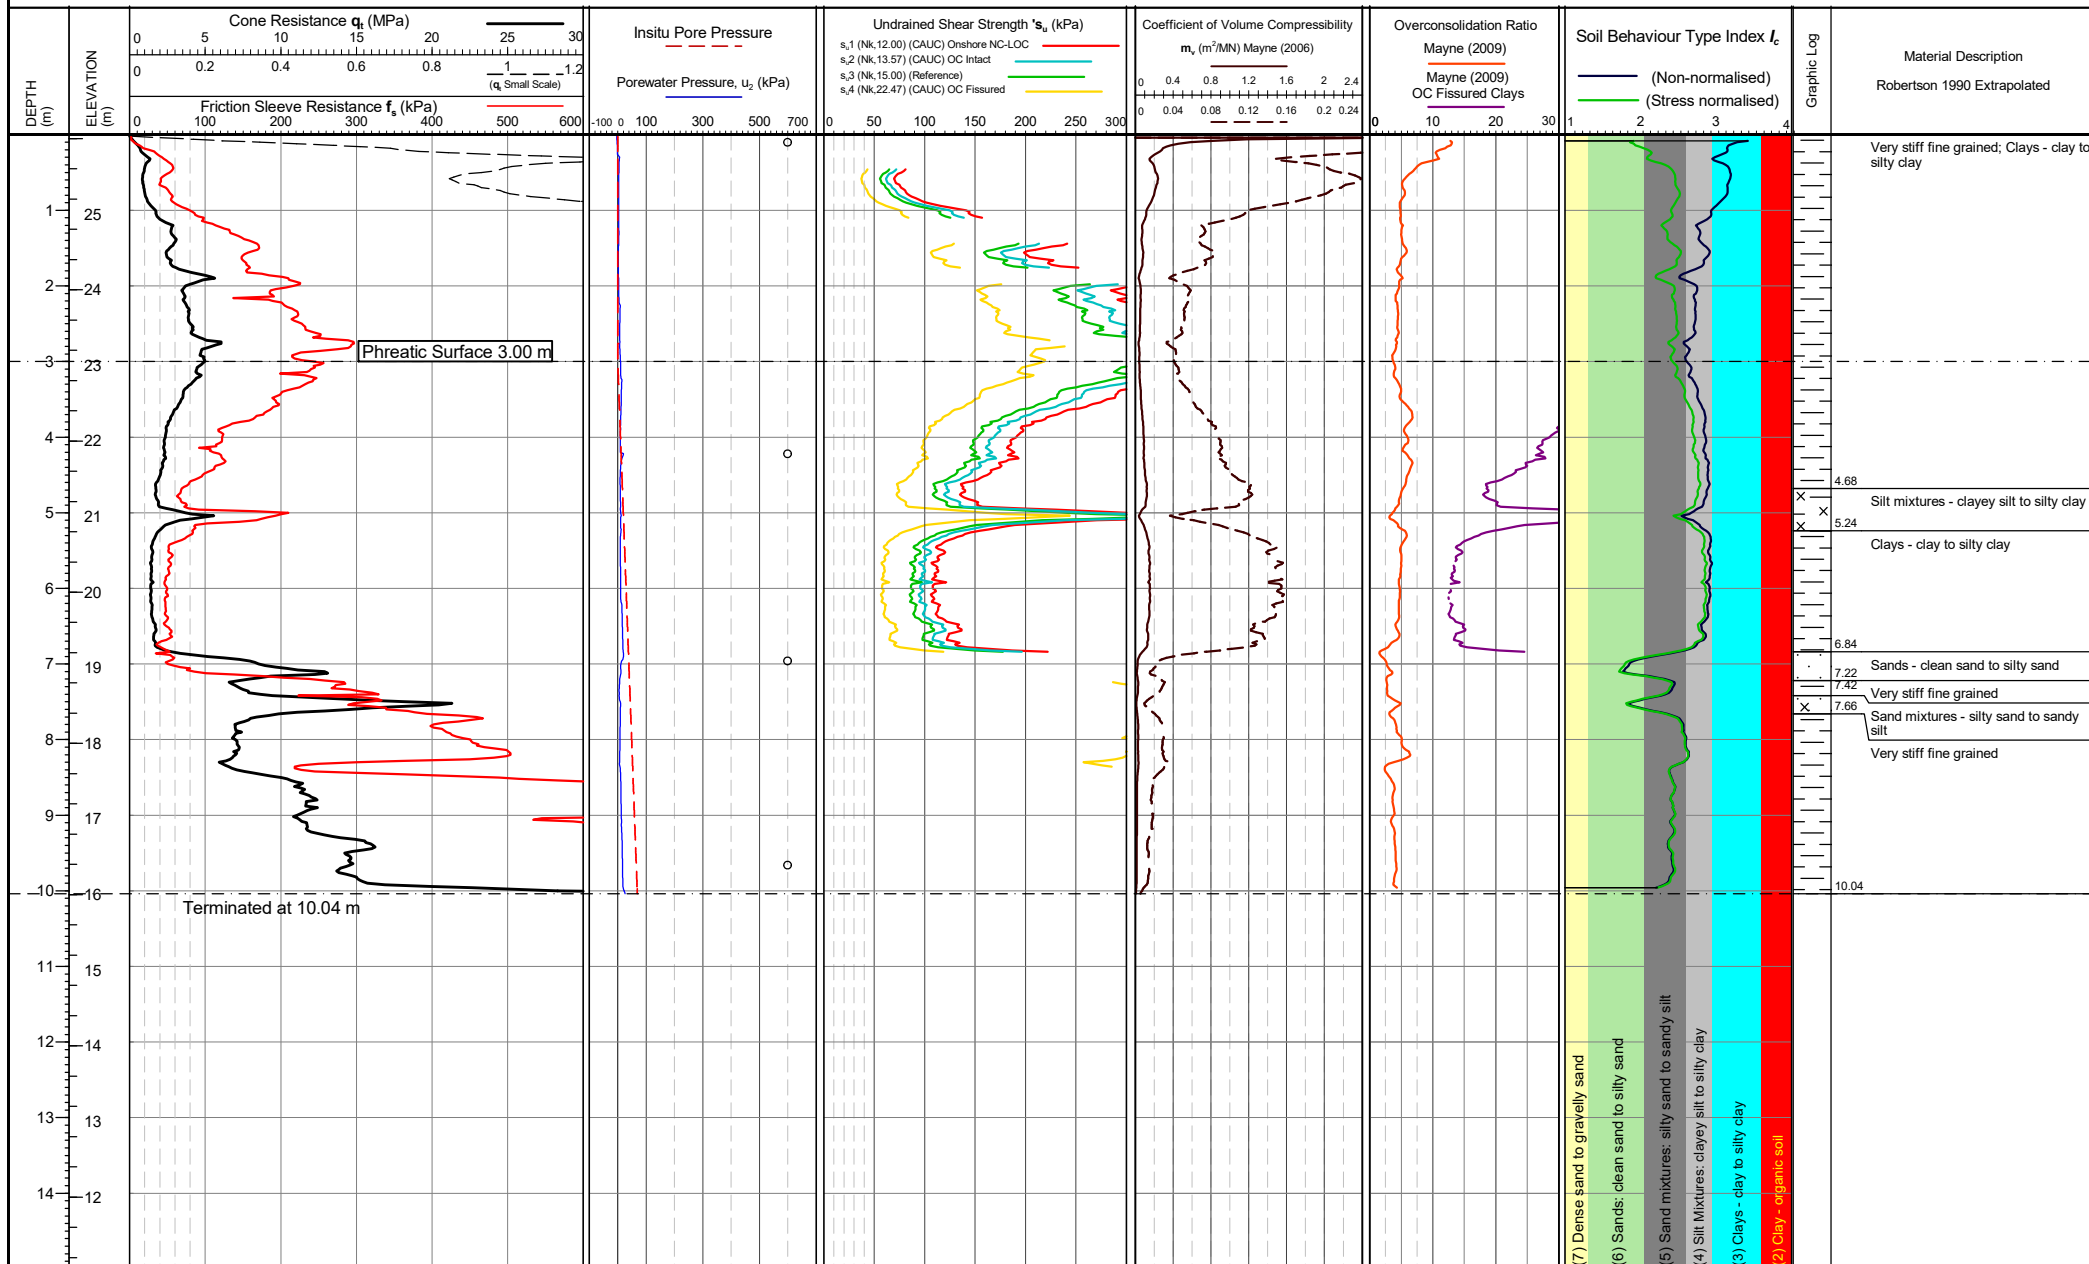 DEPTH
(m)
ELEVATION
(m)
Cone Resistance qt (MPa)
0 5 10 15 20 25 30
0 0.2 0.4 0.6 0.8 1 1.2
(qt Small Scale)
Friction Sleeve Resistance fs (kPa)
0 100 200 300 400 500 600
Insitu Pore Pressure
Porewater Pressure, u2 (kPa)
-100 0 100 300 500 700
Undrained Shear Strength 'su (kPa)
su1 (Nk,12.00) (CAUC) Onshore NC-LOC
su2 (Nk,13.57) (CAUC) OC Intact
su3 (Nk,15.00) (Reference)
su4 (Nk,22.47) (CAUC) OC Fissured
0 50 100 150 200 250 300
Coefficient of Volume Compressibility
mv (m²/MN) Mayne (2006)
0 0.4 0.8 1.2 1.6 2 2.4
0 0.04 0.08 0.12 0.16 0.2 0.24
Overconsolidation Ratio
Mayne (2009)
Mayne (2009)
OC Fissured Clays
0 10 20 30
Soil Behaviour Type Index Ic
(Non-normalised)
(Stress normalised)
1 2 3 4
Graphic Log
Material Description
Robertson 1990 Extrapolated
1 25
2 24
3 23
4 22
5 21
6 20
7 19
8 18
9 17
10 16
11 15
12 14
13 13
14 12
Phreatic Surface 3.00 m
Terminated at 10.04 m
(7) Dense sand to gravelly sand
(6) Sands: clean sand to silty sand
(5) Sand mixtures: silty sand to sandy silt
(4) Silt Mixtures: clayey silt to silty clay
(3) Clays - clay to silty clay
(2) Clay - organic soil
Very stiff fine grained; Clays - clay to
silty clay
4.68
Silt mixtures - clayey silt to silty clay
5.24
Clays - clay to silty clay
6.84
Sands - clean sand to silty sand
7.22
7.42
Very stiff fine grained
7.66
Sand mixtures - silty sand to sandy
silt
Very stiff fine grained
10.04